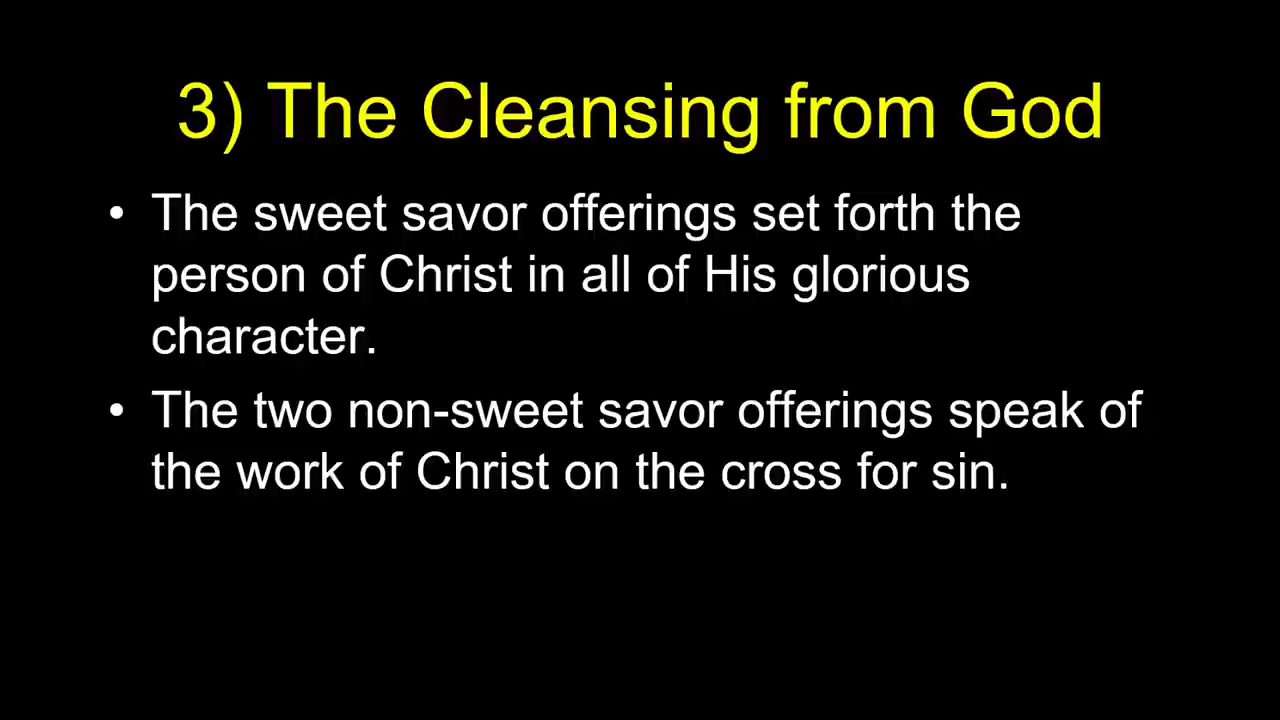 3) The Cleansing from God
• The sweet savor offerings set forth the
person of Christ in all of His glorious
character.
• The two non-sweet savor offerings speak of
the work of Christ on the cross for sin.